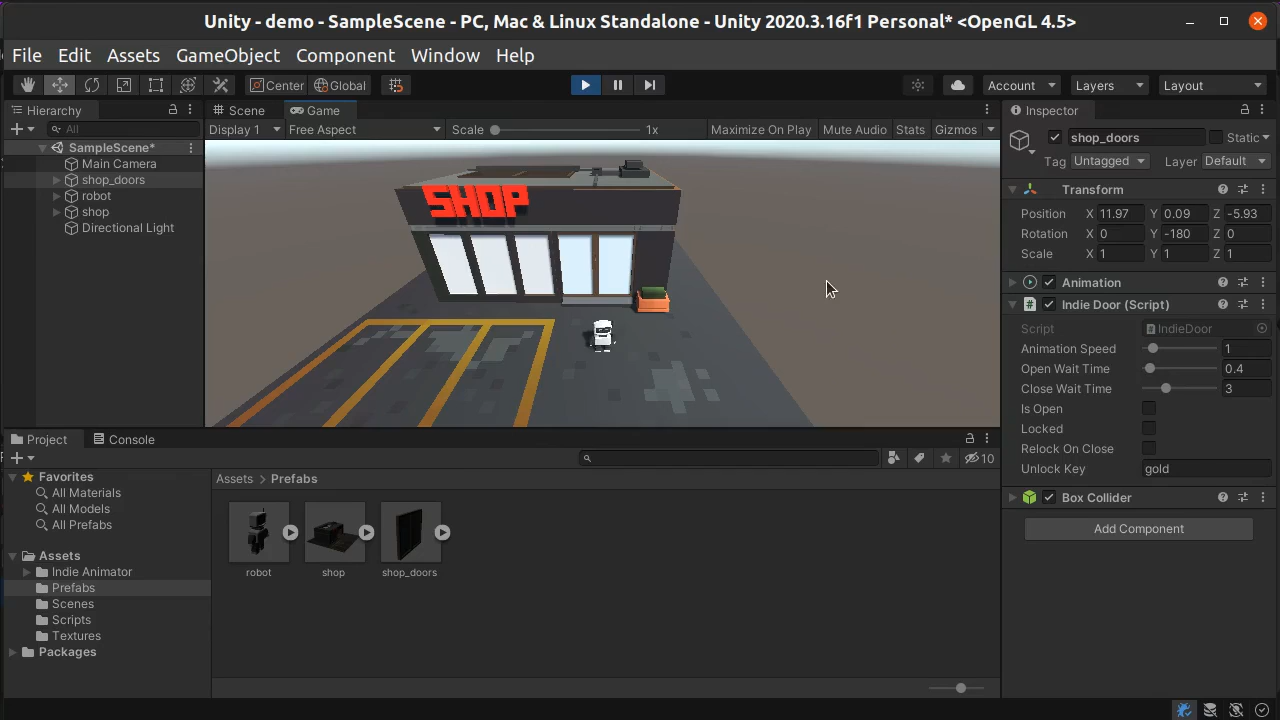 Unity - demo - SampleScene - PC, Mac & Linux Standalone - Unity 2020.3.16f1 Personal* <OpenGL 4.5>
File Edit Assets GameObject Component Window Help
Center Global Account Layers Layout
Hierarchy
All
SampleScene*
Main Camera
shop_doors
robot
shop
Directional Light
Scene Game
Display 1 Free Aspect Scale 1x Maximize On Play Mute Audio Stats Gizmos
SHOP
Inspector
shop_doors Static
Tag Untagged Layer Default
Transform
Position X 11.97 Y 0.09 Z -5.93
Rotation X 0 Y -180 Z 0
Scale X 1 Y 1 Z 1
Animation
Indie Door (Script)
Script IndieDoor
Animation Speed 1
Open Wait Time 0.4
Close Wait Time 3
Is Open
Locked
Relock On Close
Unlock Key gold
Box Collider
Add Component
Project Console
10
Favorites
All Materials
All Models
All Prefabs
Assets
Indie Animator
Prefabs
Scenes
Scripts
Textures
Packages
Assets > Prefabs
robot shop shop_doors